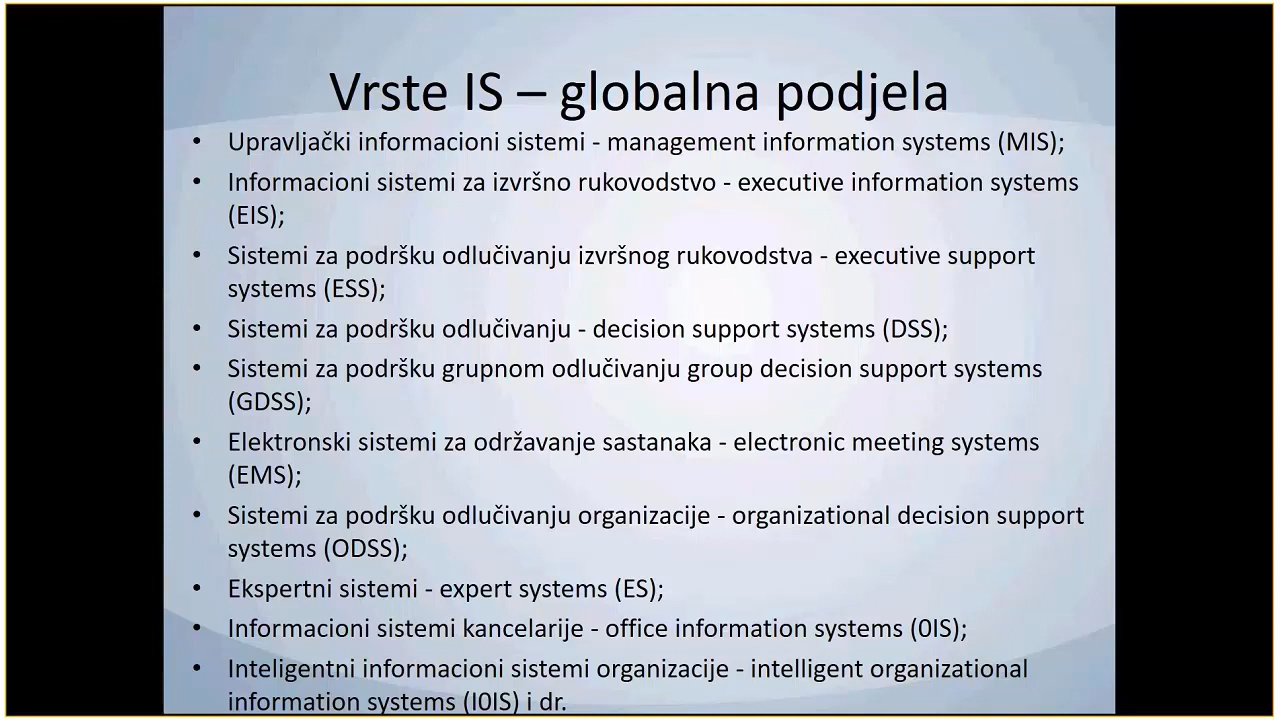 Vrste IS – globalna podjela
• Upravljački informacioni sistemi - management information systems (MIS);
• Informacioni sistemi za izvršno rukovodstvo - executive information systems
(EIS);
• Sistemi za podršku odlučivanju izvršnog rukovodstva - executive support
systems (ESS);
• Sistemi za podršku odlučivanju - decision support systems (DSS);
• Sistemi za podršku grupnom odlučivanju group decision support systems
(GDSS);
• Elektronski sistemi za održavanje sastanaka - electronic meeting systems
(EMS);
• Sistemi za podršku odlučivanju organizacije - organizational decision support
systems (ODSS);
• Ekspertni sistemi - expert systems (ES);
• Informacioni sistemi kancelarije - office information systems (0IS);
• Inteligentni informacioni sistemi organizacije - intelligent organizational
information systems (I0IS) i dr.